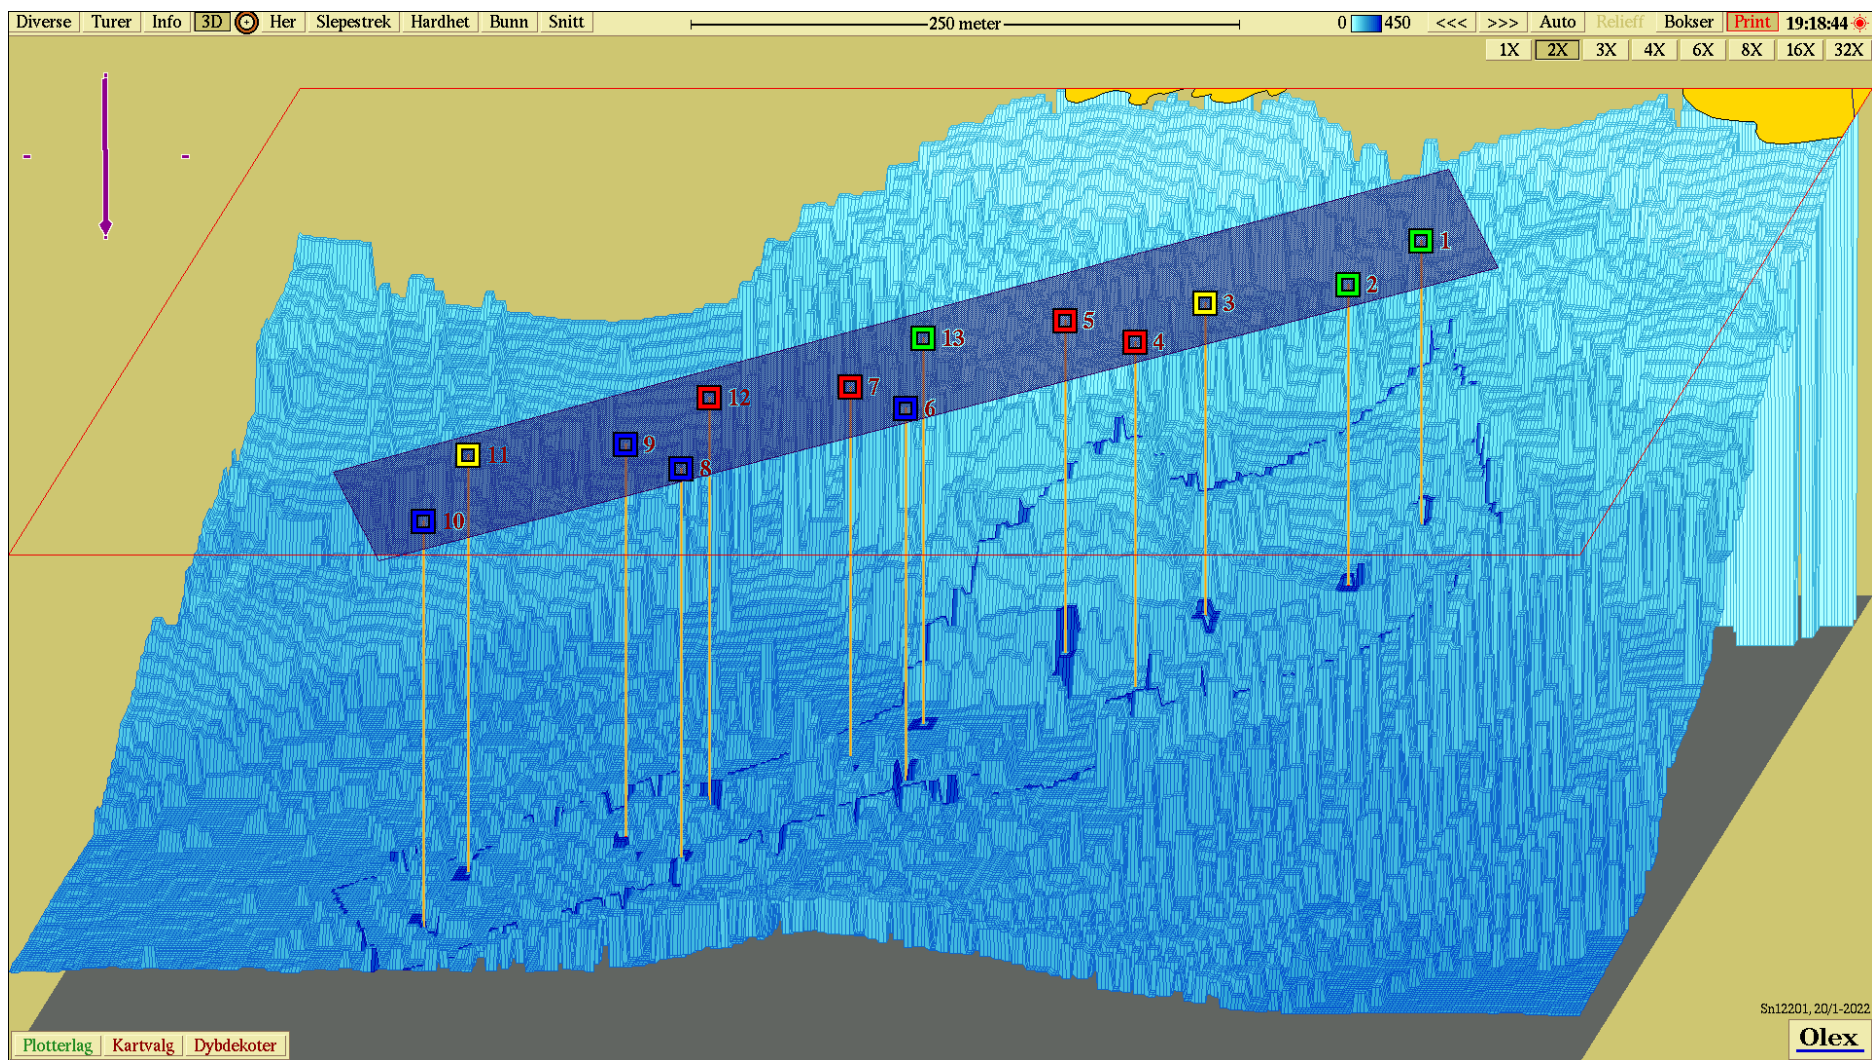 Diverse Turer Info 3D Her Slepestrek Hardhet Bunn Snitt 250 meter 0 450 <<< >>> Auto Relieff Bokser Print 19:18:44
1X 2X 3X 4X 6X 8X 16X 32X
1
2
3
5
4
13
7
12
6
9
11
8
10
Sn12201, 20/1-2022
Plotterlag Kartvalg Dybdekoter
Olex